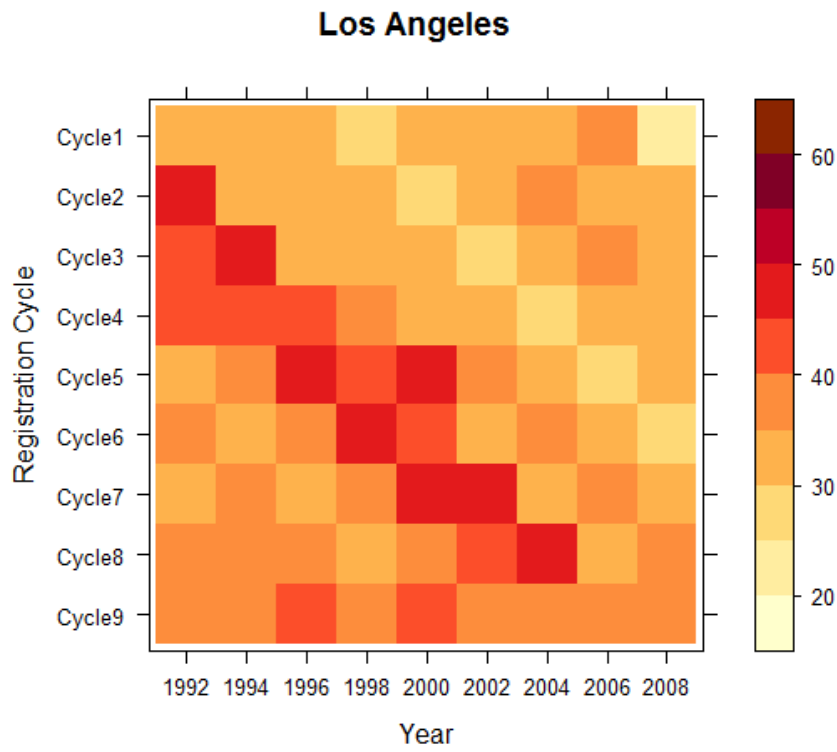 Los Angeles
Registration Cycle
Cycle1
Cycle2
Cycle3
Cycle4
Cycle5
Cycle6
Cycle7
Cycle8
Cycle9
1992 1994 1996 1998 2000 2002 2004 2006 2008
Year
60
50
40
30
20